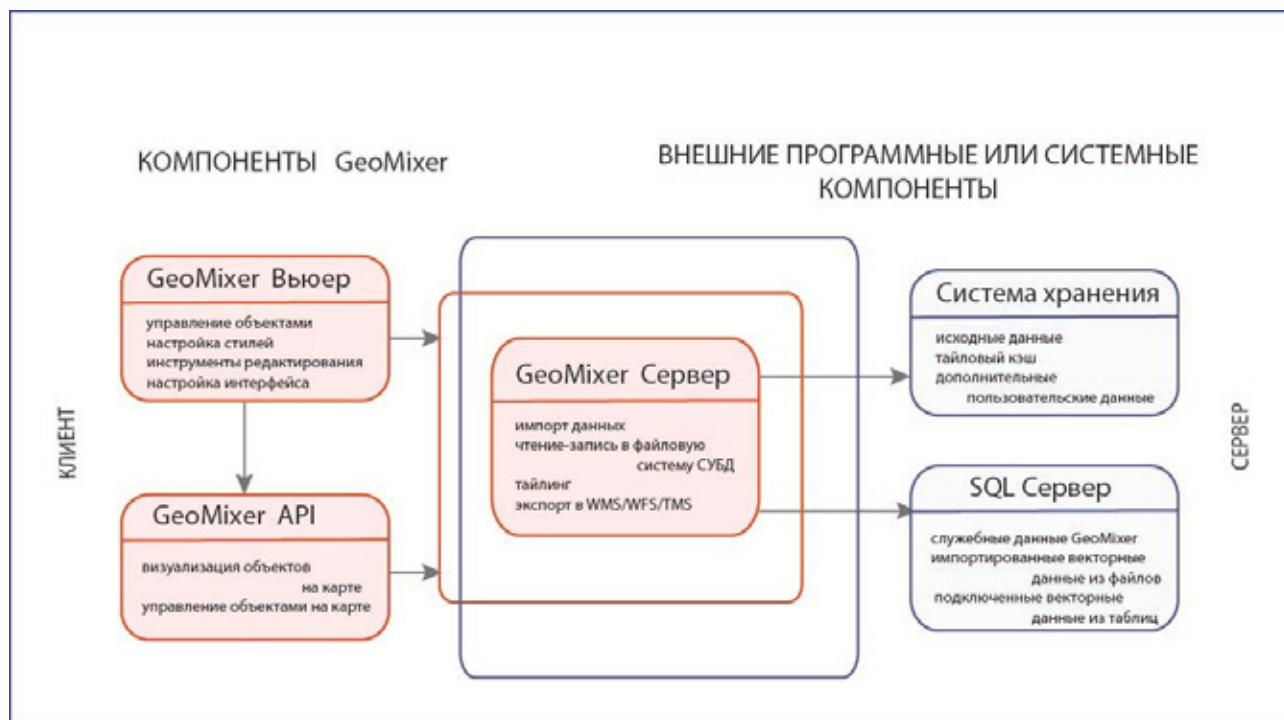 КОМПОНЕНТЫ GeoMixer
ВНЕШНИЕ ПРОГРАММНЫЕ ИЛИ СИСТЕМНЫЕ
КОМПОНЕНТЫ
КЛИЕНТ
GeoMixer Вьюер
управление объектами
настройка стилей
инструменты редактирования
настройка интерфейса
GeoMixer API
визуализация объектов
на карте
управление объектами на карте
GeoMixer Сервер
импорт данных
чтение-запись в файловую
систему СУБД
тайлинг
экспорт в WMS/WFS/TMS
Система хранения
исходные данные
тайловый кэш
дополнительные
пользовательские данные
SQL Сервер
служебные данные GeoMixer
импортированные векторные
данные из файлов
подключенные векторные
данные из таблиц
СЕРВЕР